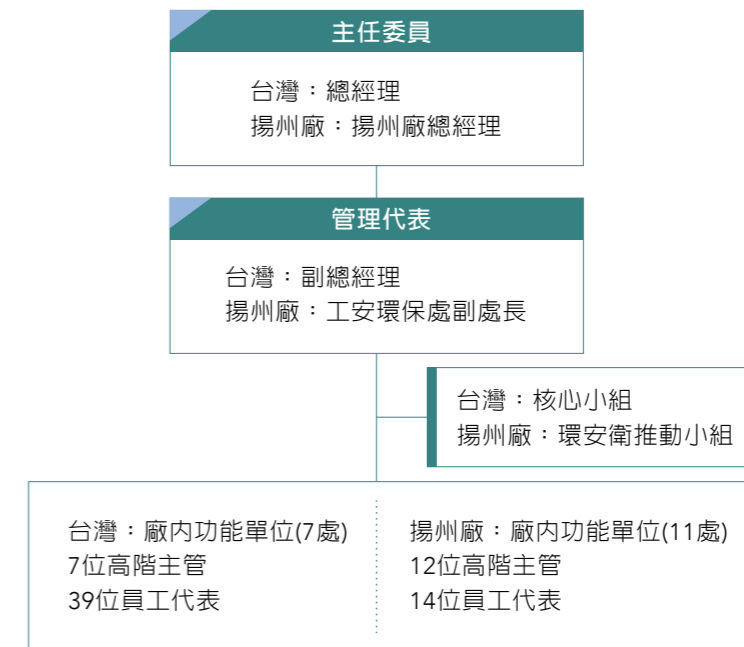 主任委員
台灣：總經理
揚州廠：揚州廠總經理
管理代表
台灣：副總經理
揚州廠：工安環保處副處長
台灣：核心小組
揚州廠：環安衛推動小組
台灣：廠內功能單位(7處)
7位高階主管
39位員工代表
揚州廠：廠內功能單位(11處)
12位高階主管
14位員工代表